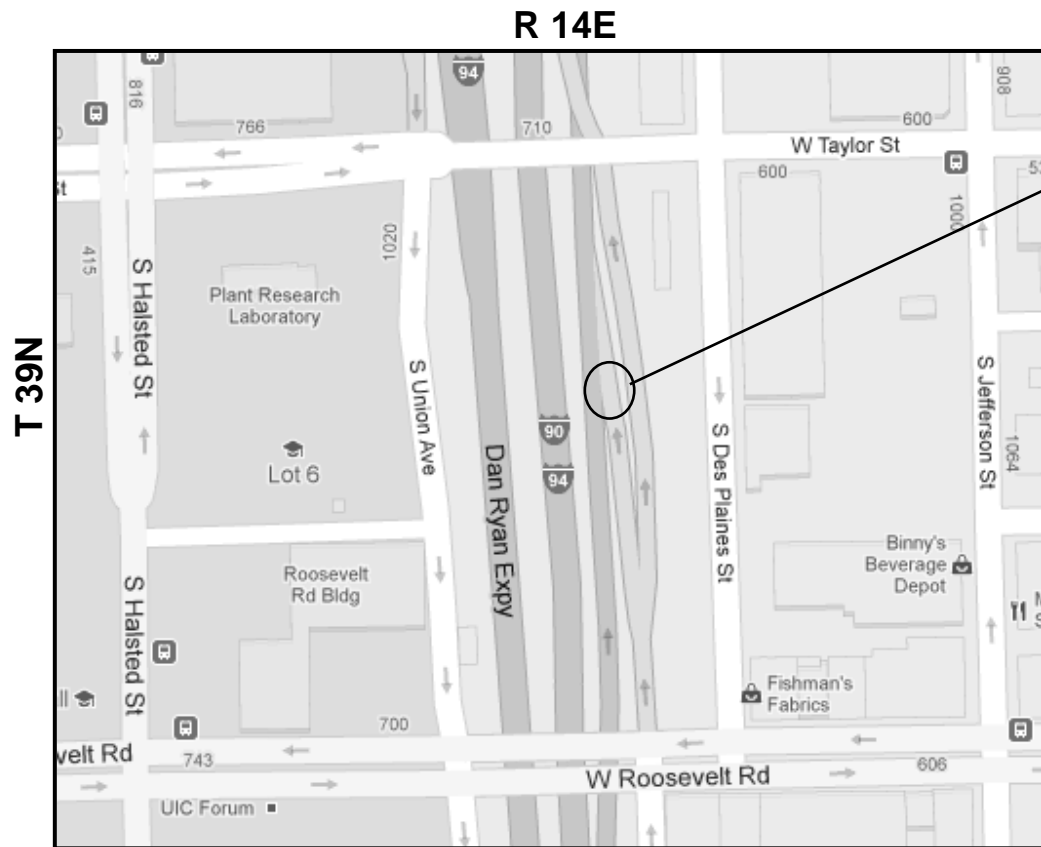 R 14E
T 39N
94
816
766
710
600
908
W Taylor St
St
600
53
1000
415
1020
S Halsted St
Plant Research
Laboratory
S Union Ave
S Jefferson St
90
94
Lot 6
Dan Ryan Expy
S Des Plaines St
1064
Binny's
Beverage
Depot
Roosevelt
Rd Bldg
S Halsted St
Fishman's
Fabrics
700
velt Rd
743
W Roosevelt Rd
606
UIC Forum